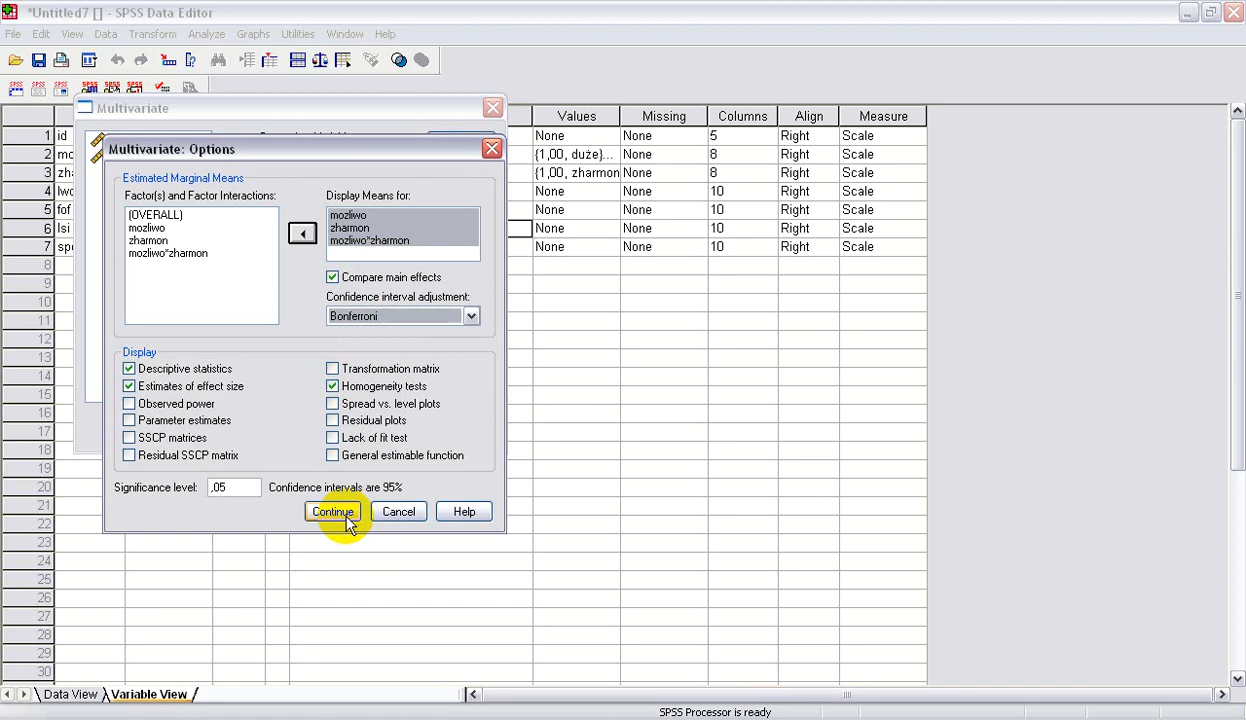 *Untitled7 [] - SPSS Data Editor
File Edit View Data Transform Analyze Graphs Utilities Window Help
Multivariate
Values Missing Columns Align Measure
1 id None None 5 Right Scale
2 mo {1,00, duże}... None 8 Right Scale
3 zha {1,00, zharmon None 8 Right Scale
4 lwo None None 10 Right Scale
5 fof None None 10 Right Scale
6 lsi None None 10 Right Scale
7 spo None None 10 Right Scale
8
9
10
11
12
13
14
15
16
17
18
19
20
21
22
23
24
25
26
27
28
29
30
Multivariate: Options
Estimated Marginal Means
Factor(s) and Factor Interactions:
(OVERALL)
mozliwo
zharmon
mozliwo*zharmon
Display Means for:
mozliwo
zharmon
mozliwo*zharmon
Compare main effects
Confidence interval adjustment:
Bonferroni
Display
Descriptive statistics
Estimates of effect size
Observed power
Parameter estimates
SSCP matrices
Residual SSCP matrix
Transformation matrix
Homogeneity tests
Spread vs. level plots
Residual plots
Lack of fit test
General estimable function
Significance level: ,05 Confidence intervals are 95%
Continue Cancel Help
Data View Variable View
SPSS Processor is ready